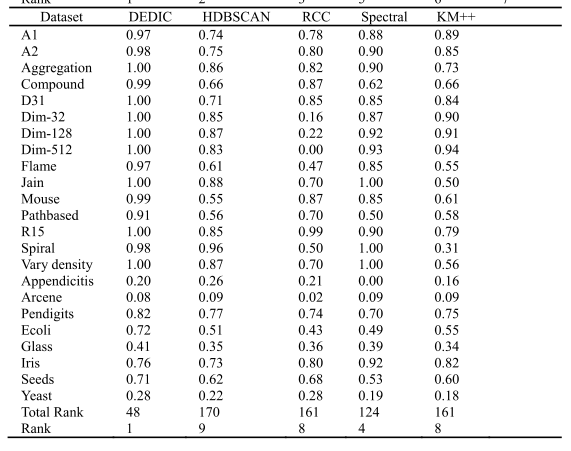 Rank 1 2 3 5 6 7
Dataset DEDIC HDBSCAN RCC Spectral KM++
A1 0.97 0.74 0.78 0.88 0.89
A2 0.98 0.75 0.80 0.90 0.85
Aggregation 1.00 0.86 0.82 0.90 0.73
Compound 0.99 0.66 0.87 0.62 0.66
D31 1.00 0.71 0.85 0.85 0.84
Dim-32 1.00 0.85 0.16 0.87 0.90
Dim-128 1.00 0.87 0.22 0.92 0.91
Dim-512 1.00 0.83 0.00 0.93 0.94
Flame 0.97 0.61 0.47 0.85 0.55
Jain 1.00 0.88 0.70 1.00 0.50
Mouse 0.99 0.55 0.87 0.85 0.61
Pathbased 0.91 0.56 0.70 0.50 0.58
R15 1.00 0.85 0.99 0.90 0.79
Spiral 0.98 0.96 0.50 1.00 0.31
Vary density 1.00 0.87 0.70 1.00 0.56
Appendicitis 0.20 0.26 0.21 0.00 0.16
Arcene 0.08 0.09 0.02 0.09 0.09
Pendigits 0.82 0.77 0.74 0.70 0.75
Ecoli 0.72 0.51 0.43 0.49 0.55
Glass 0.41 0.35 0.36 0.39 0.34
Iris 0.76 0.73 0.80 0.92 0.82
Seeds 0.71 0.62 0.68 0.53 0.60
Yeast 0.28 0.22 0.28 0.19 0.18
Total Rank 48 170 161 124 161
Rank 1 9 8 4 8